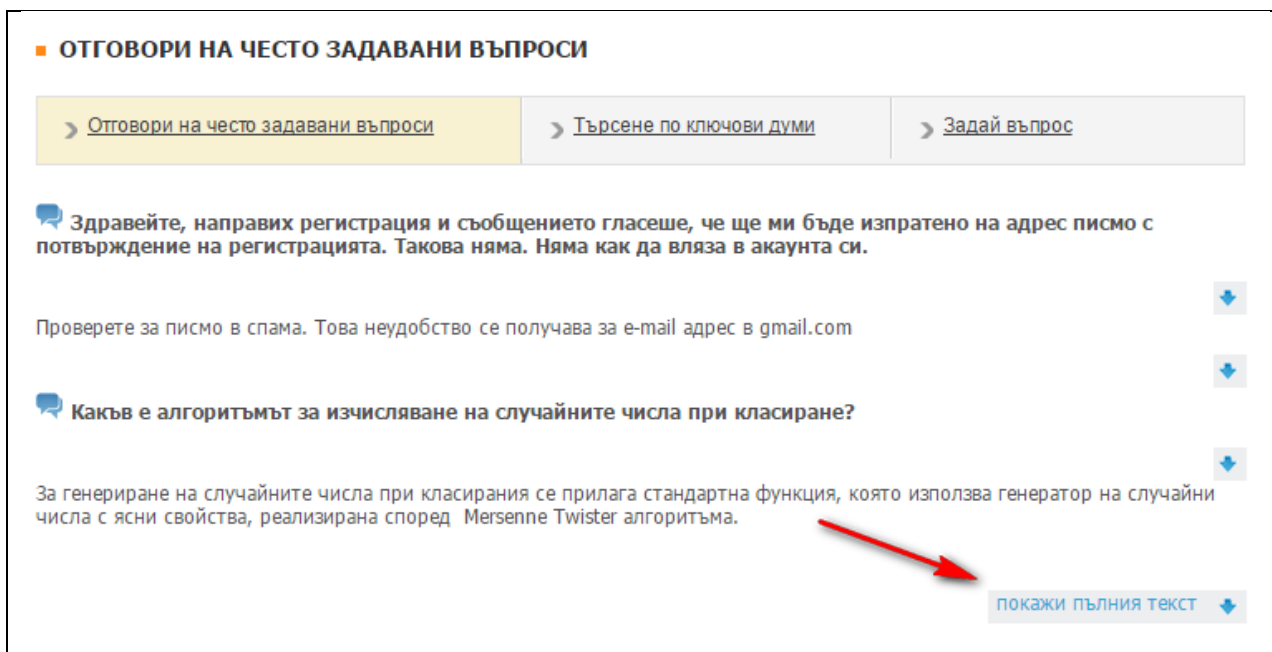 ОТГОВОРИ НА ЧЕСТО ЗАДАВАНИ ВЪПРОСИ
Отговори на често задавани въпроси
Търсене по ключови думи
Задай въпрос
Здравейте, направих регистрация и съобщението гласеше, че ще ми бъде изпратено на адрес писмо с
потвърждение на регистрацията. Такова няма. Няма как да вляза в акаунта си.
Проверете за писмо в спама. Това неудобство се получава за e-mail адрес в gmail.com
Какъв е алгоритъмът за изчисляване на случайните числа при класиране?
За генериране на случайните числа при класирания се прилага стандартна функция, която използва генератор на случайни
числа с ясни свойства, реализирана според Mersenne Twister алгоритъма.
покажи пълния текст